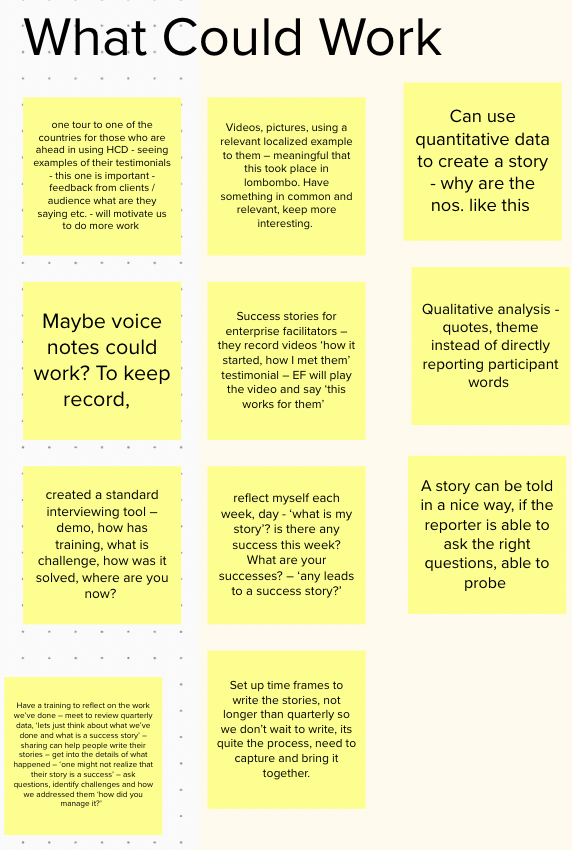 What Could Work
one tour to one of the
countries for those who are
ahead in using HCD - seeing
examples of their testimonials
- this one is important -
feedback from clients /
audience what are they
saying etc. - will motivate us
to do more work
Videos, pictures, using a
relevant localized example
to them – meaningful that
this took place in
lombombo. Have
something in common and
relevant, keep more
interesting.
Can use
quantitative data
to create a story
- why are the
nos. like this
Maybe voice
notes could
work? To keep
record,
Success stories for
enterprise facilitators –
they record videos ‘how it
started, how I met them’
testimonial – EF will play
the video and say ‘this
works for them’
Qualitative analysis -
quotes, theme
instead of directly
reporting participant
words
created a standard
interviewing tool –
demo, how has
training, what is
challenge, how was it
solved, where are you
now?
reflect myself each
week, day - ‘what is my
story’? is there any
success this week?
What are your
successes? – ‘any leads
to a success story?’
A story can be told
in a nice way, if the
reporter is able to
ask the right
questions, able to
probe
Have a training to reflect on the work
we’ve done – meet to review quarterly
data, ‘lets just think about what we’ve
done and what is a success story’ –
sharing can help people write their
stories – get into the details of what
happened – ‘one might not realize that
their story is a success’ – ask
questions, identify challenges and how
we addressed them ‘how did you
manage it?’
Set up time frames to
write the stories, not
longer than quarterly so
we don’t wait to write, its
quite the process, need to
capture and bring it
together.